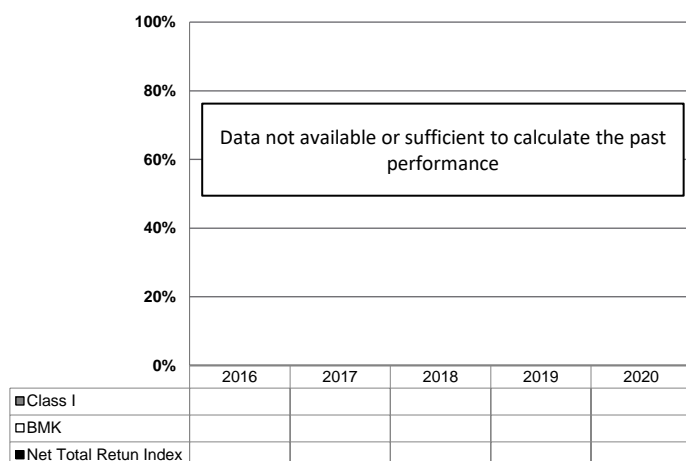 100%
80%
Data not available or sufficient to calculate the past
performance
60%
40%
20%
0%
2016 2017 2018 2019 2020
Class I
BMK
Net Total Retun Index